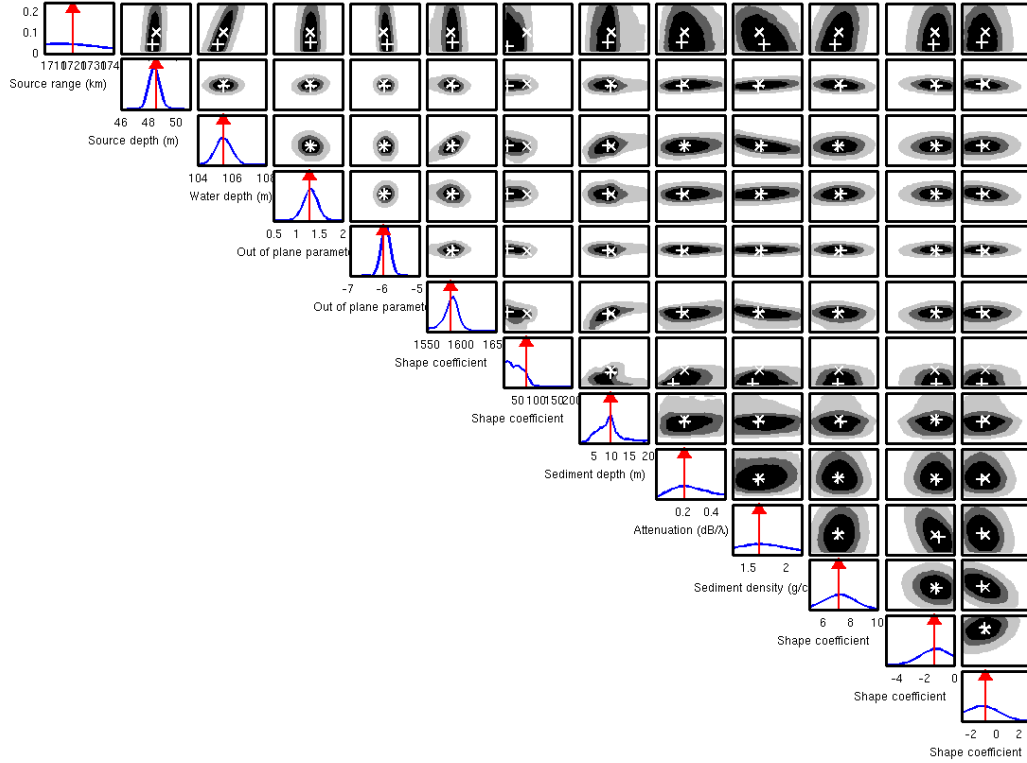 0.2
0.1
0
1710 1720 1730 174
Source range (km)
46 48 50
Source depth (m)
104 106 108
Water depth (m)
0.5 1 1.5 2
Out of plane paramete
-7 -6 -5
Out of plane paramete
1550 1600 165
Shape coefficient
50 100 150 200
Shape coefficient
5 10 15 20
Sediment depth (m)
0.2 0.4
Attenuation (dB/λ)
1.5 2
Sediment density (g/c
6 8 10
Shape coefficient
-4 -2 0
Shape coefficient
-2 0 2
Shape coefficient